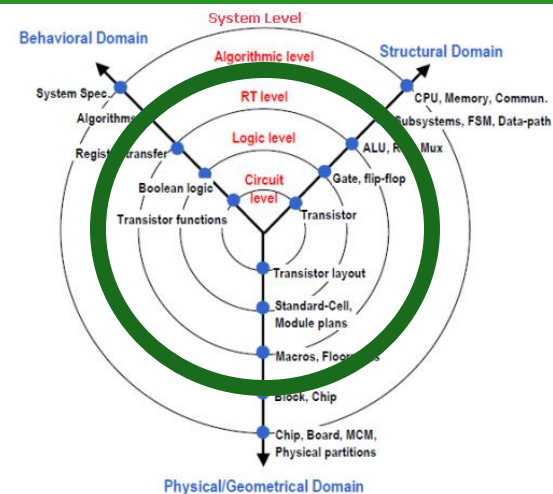 System Level
Behavioral Domain
Algorithmic level
Structural Domain
System Spec.
RT level
CPU, Memory, Commun.
Algorithms
Subsystems, FSM, Data-path
Logic level
ALU, Mux
Register transfer
Circuit
level
Gate, flip-flop
Boolean logic
Transistor functions
Transistor
Transistor layout
Standard-Cell,
Module plans
Macros,
Block, Chip
Chip, Board, MCM,
Physical partitions
Physical/Geometrical Domain